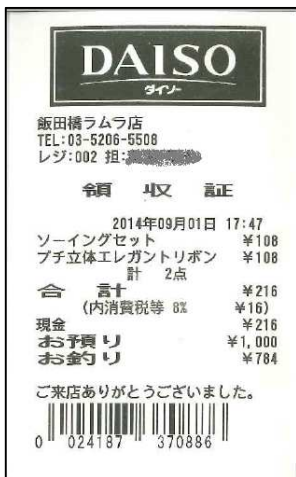 DAISO
ダイソー
飯田橋ラムラ店
TEL:03-5206-5508
レジ:002 担:
領 収 証
2014年09月01日 17:47
ソーイングセット ¥108
プチ立体エレガントリボン ¥108
計 2点
合 計 ¥216
(内消費税等 8% ¥16)
現金 ¥216
お預り ¥1,000
お釣り ¥784
ご来店ありがとうございました。
0 024187 370886